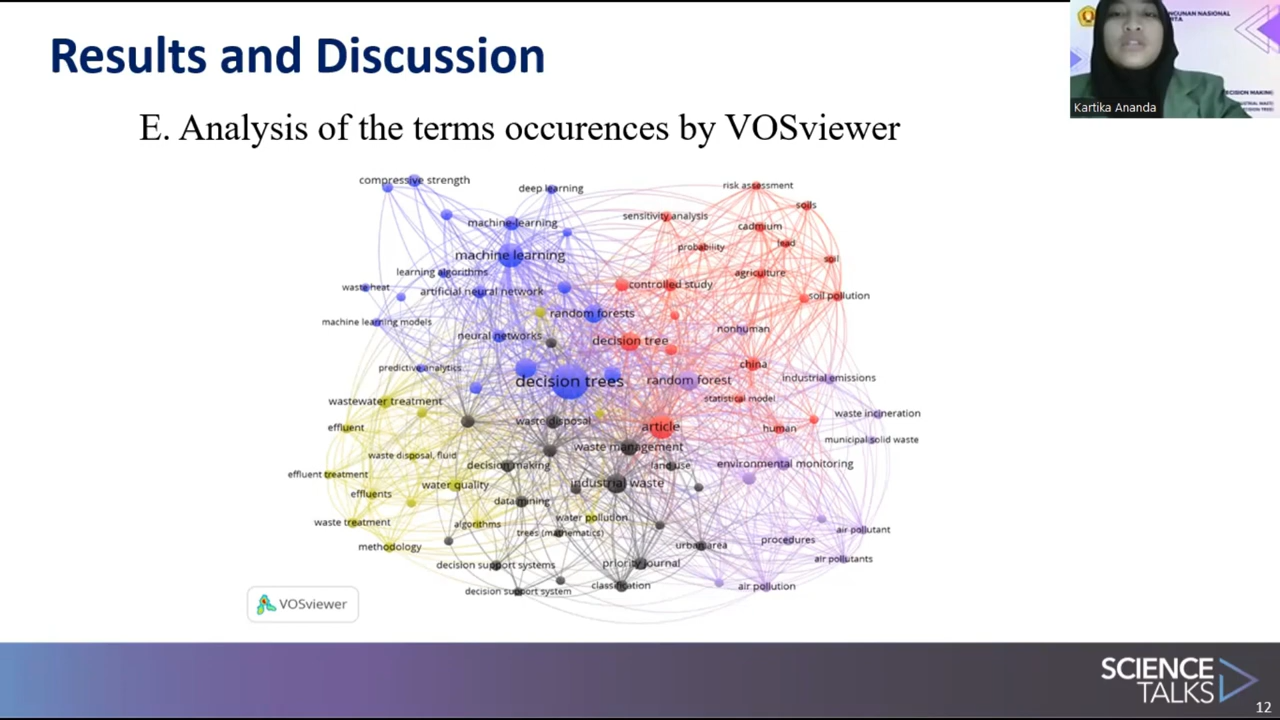 Results and Discussion
E. Analysis of the terms occurences by VOSviewer
NGUNAN NASIONAL
Kartika Ananda
compressive strength
deep learning
risk assessment
soils
sensitivity analysis
machine-learning
cadmium
probability
lead
machine learning
soil
learning algorithms
agriculture
waste heat
artificial neural network
controlled study
soil pollution
random forests
machine learning models
nonhuman
neural networks
decision tree
predictive analytics
china
decision trees
random forest
industrial emissions
wastewater treatment
statistical model
waste incineration
effluent
waste disposal
article
human
municipal solid waste
waste management
waste disposal, fluid
decision making
land use
environmental monitoring
effluent treatment
water quality
industrial waste
effluents
data mining
waste treatment
algorithms
water pollution
trees (mathematics)
air pollutant
procedures
methodology
urban area
air pollutants
decision support systems
priority journal
decision support system
classification
air pollution
VOSviewer
SCIENCE
TALKS
12